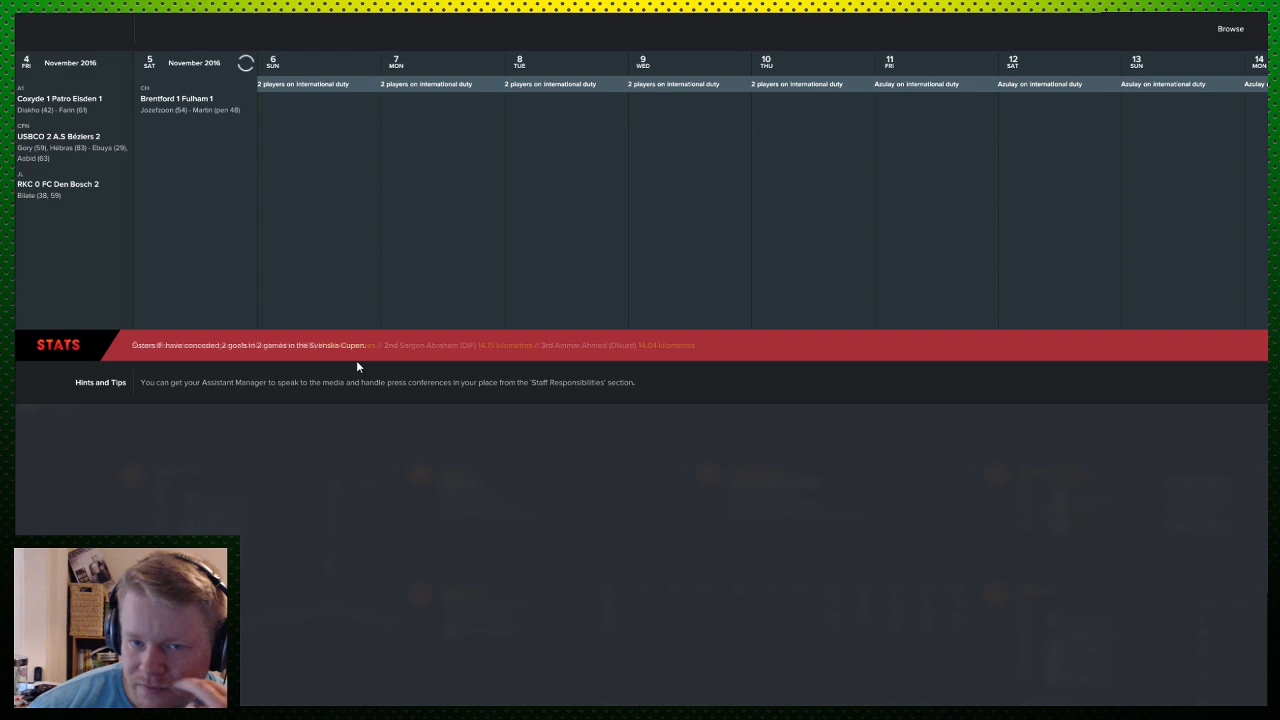 Browse
4 FRI November 2016
5 SAT November 2016
6 SUN
7 MON
8 TUE
9 WED
10 THU
11 FRI
12 SAT
13 SUN
14 MON
2 players on international duty
2 players on international duty
2 players on international duty
2 players on international duty
2 players on international duty
Azulay on international duty
Azulay on international duty
Azulay on international duty
Azulay
A1
Coxyde 1 Patro Eisden 1
Diakho (42) - Farin (61)
CFN
USBCO 2 A.S Béziers 2
Gory (59), Hébras (83) - Ebuya (29),
Aabid (63)
JL
RKC 0 FC Den Bosch 2
Bilate (38, 59)
CH
Brentford 1 Fulham 1
Jozefzoon (54) - Martin (pen 48)
STATS
Östers IF have conceded 2 goals in 2 games in the Svenska Cupen.
// 2nd Sargon Abraham (DIF) 14.15 kilometres // 3rd Ammar Ahmed (Dikurd) 14.04 kilometres
Hints and Tips
You can get your Assistant Manager to speak to the media and handle press conferences in your place from the 'Staff Responsibilities' section.